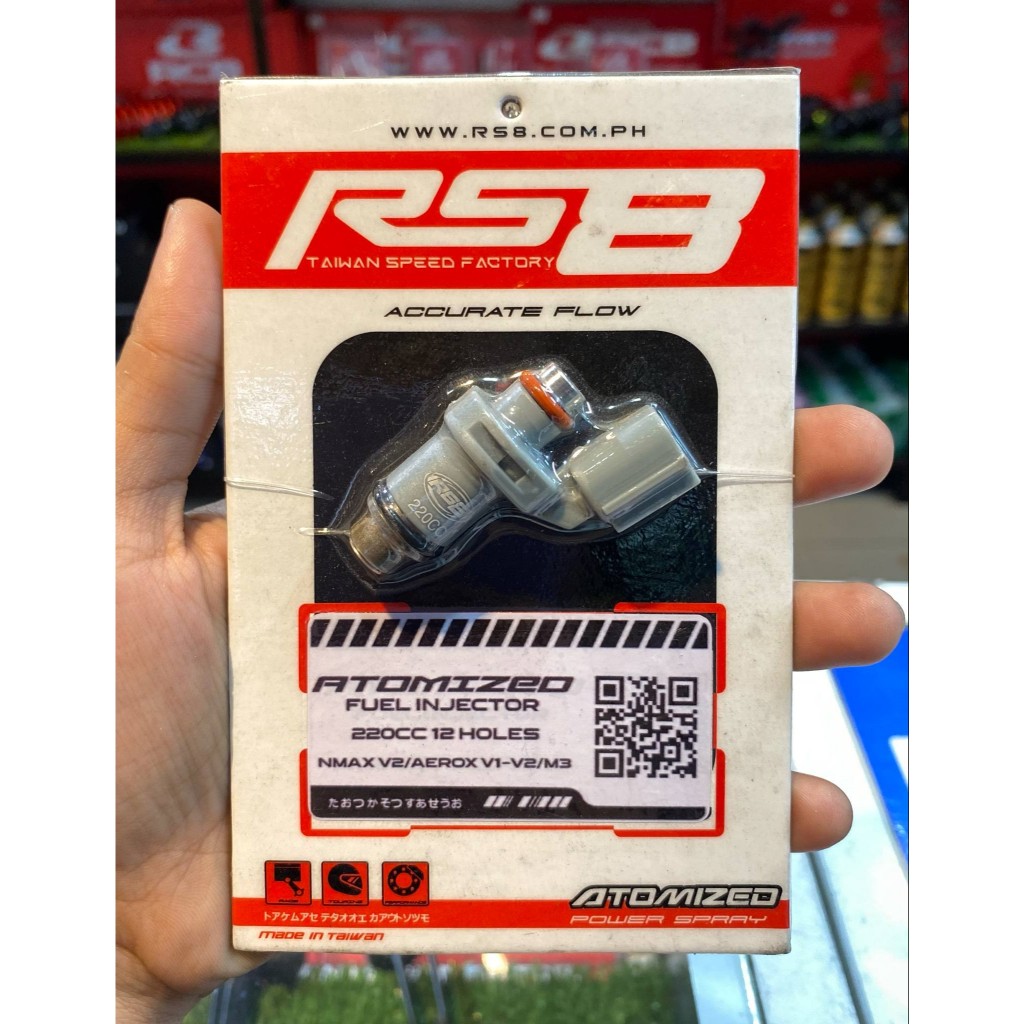 WWW.RS8.COM.PH
RS8
TAIWAN SPEED FACTORY
ACCURATE FLOW
RS8
220CC
ATOMIZED
FUEL INJECTOR
220CC 12 HOLES
NMAX V2/AEROX V1-V2/M3
たおつかそつすあせうお
TOURING
PERFORMANCE
トアケムアセ テタオオエ カアウトソツモ
made in Taiwan
ATOMIZED
POWER SPRAY